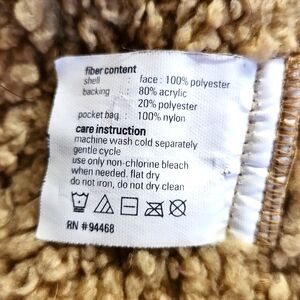 fiber content
shell : face : 100% polyester
backing : 80% acrylic
20% polyester
pocket bag : 100% nylon
care instruction
machine wash cold separately
gentle cycle
use only non-chlorine bleach
when needed. flat dry
do not iron, do not dry clean
RN #94468